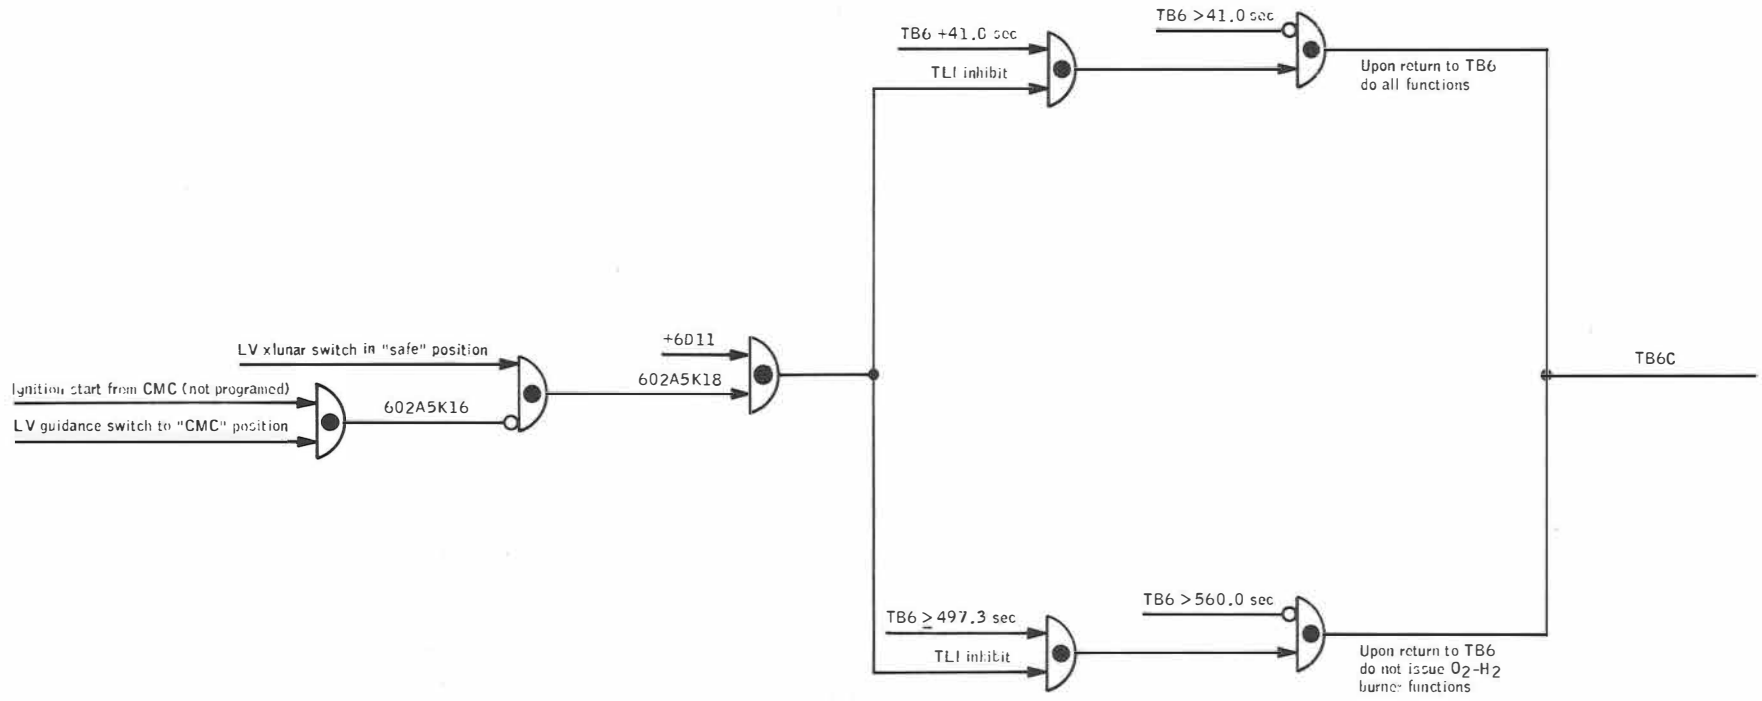 TB6 >41.0 sec
TB6 +41.0 sec
TLI inhibit
Upon return to TB6
do all functions
+6D11
LV xlunar switch in "safe" position
602A5K18
Ignition start from CMC (not programed)
602A5K16
LV guidance switch to "CMC" position
TB6C
TB6 >560.0 sec
TB6 ≥ 497.3 sec
TLI inhibit
Upon return to TB6
do not issue O2-H2
burner functions